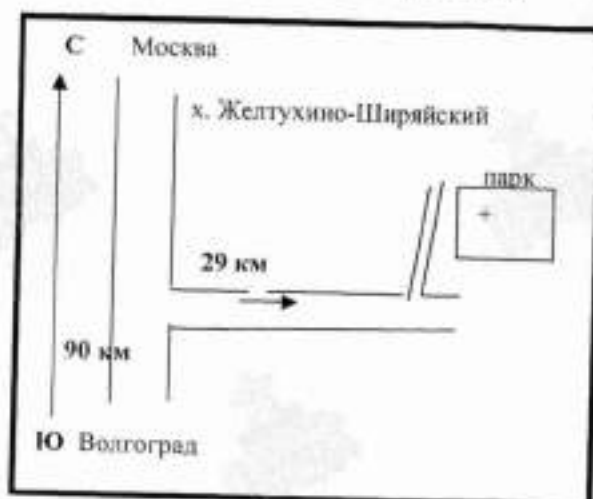 С Москва
х. Желтухино-Ширяйский
парк
29 км
90 км
Ю Волгоград